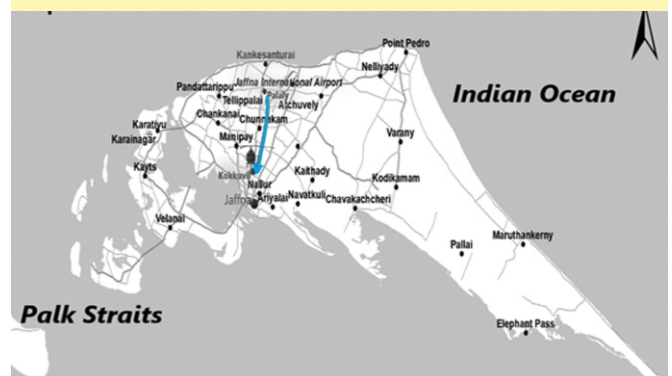 Point Pedro
Kankesanturai
Nelliyady
Jaffna International Airport
Pandattarippu
Palaly
Tellippalai
Atchuvely
Indian Ocean
Chankanai
Chunnakam
Karatiyu
Karainagar
Manipay
Varany
Kayts
Kokkuvil
Kaithady
Kodikamam
Nallur
Jaffna
Ariyalai
Navatkuli
Chavakachcheri
Velanai
Maruthankerny
Pallai
Palk Straits
Elephant Pass